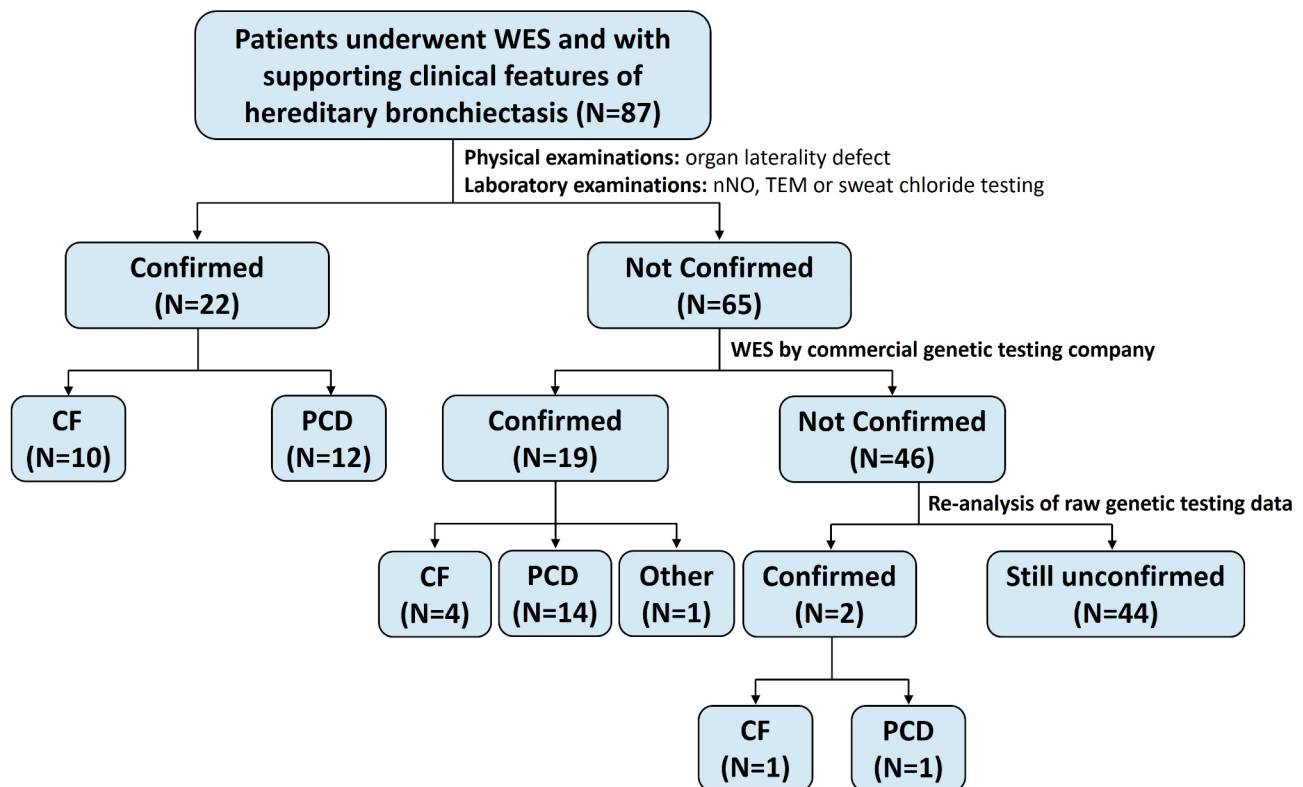 Patients underwent WES and with
supporting clinical features of
hereditary bronchiectasis (N=87)
Physical examinations: organ laterality defect
Laboratory examinations: nNO, TEM or sweat chloride testing
Confirmed
(N=22)
Not Confirmed
(N=65)
WES by commercial genetic testing company
CF
(N=10)
PCD
(N=12)
Confirmed
(N=19)
Not Confirmed
(N=46)
Re-analysis of raw genetic testing data
CF
(N=4)
PCD
(N=14)
Other
(N=1)
Confirmed
(N=2)
Still unconfirmed
(N=44)
CF
(N=1)
PCD
(N=1)